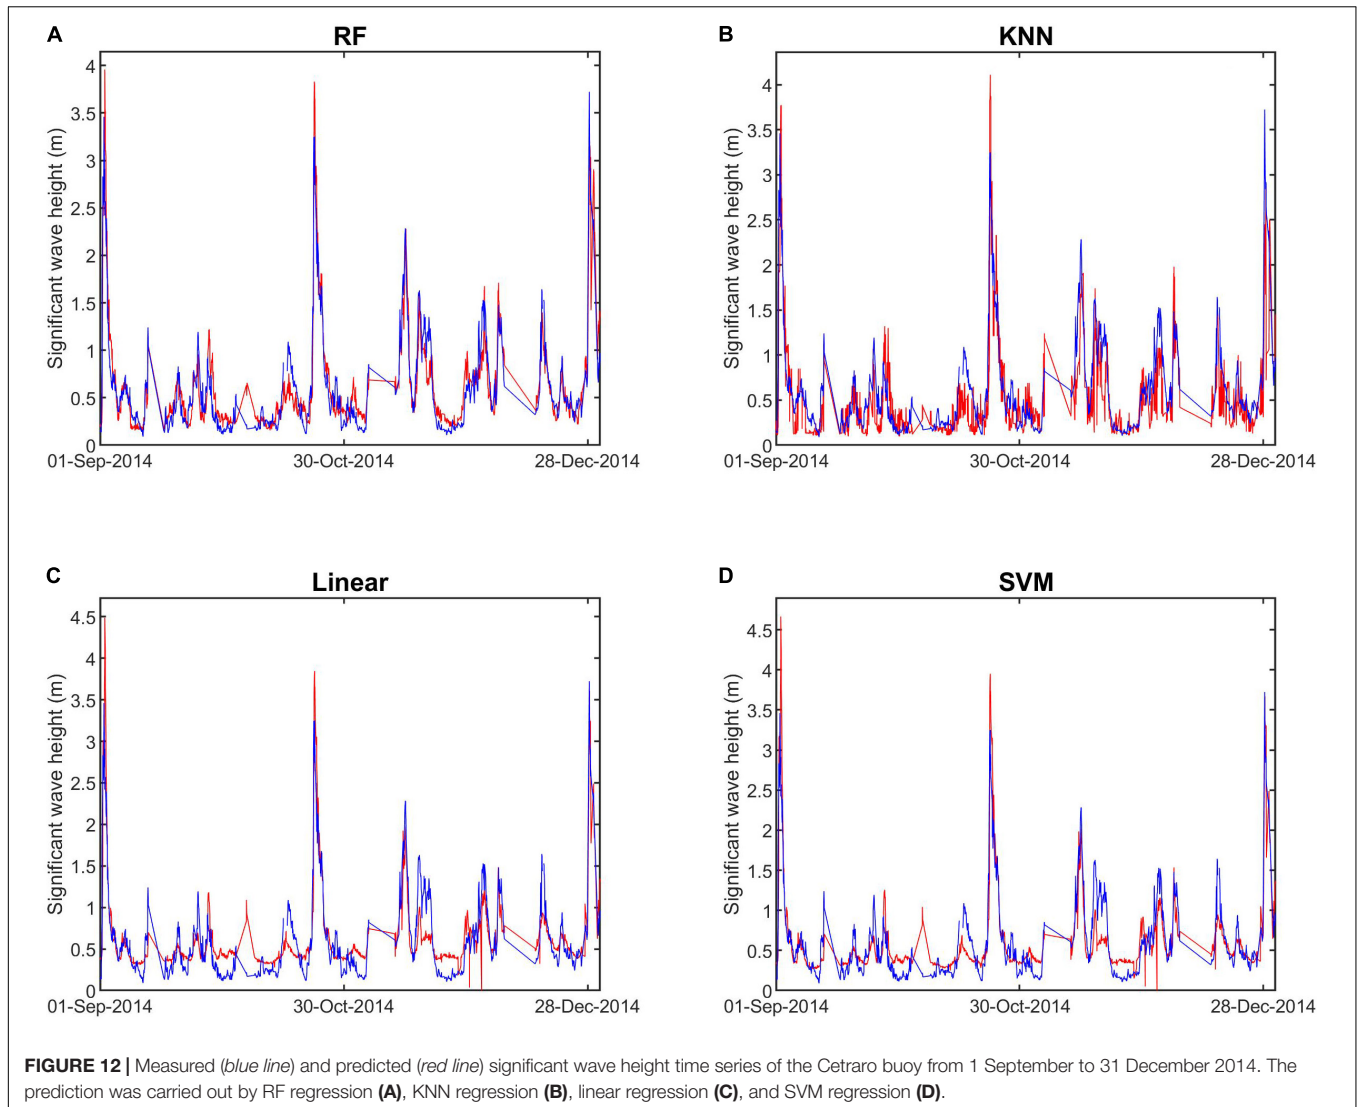 A
RF
Significant wave height (m)
4
3.5
3
2.5
2
1.5
1
0.5
0
01-Sep-2014
30-Oct-2014
28-Dec-2014
B
KNN
Significant wave height (m)
4
3.5
3
2.5
2
1.5
1
0.5
0
01-Sep-2014
30-Oct-2014
28-Dec-2014
C
Linear
Significant wave height (m)
4.5
4
3.5
3
2.5
2
1.5
1
0.5
0
01-Sep-2014
30-Oct-2014
28-Dec-2014
D
SVM
Significant wave height (m)
4.5
4
3.5
3
2.5
2
1.5
1
0.5
0
01-Sep-2014
30-Oct-2014
28-Dec-2014
FIGURE 12 | Measured (blue line) and predicted (red line) significant wave height time series of the Cetraro buoy from 1 September to 31 December 2014. The
prediction was carried out by RF regression (A), KNN regression (B), linear regression (C), and SVM regression (D).